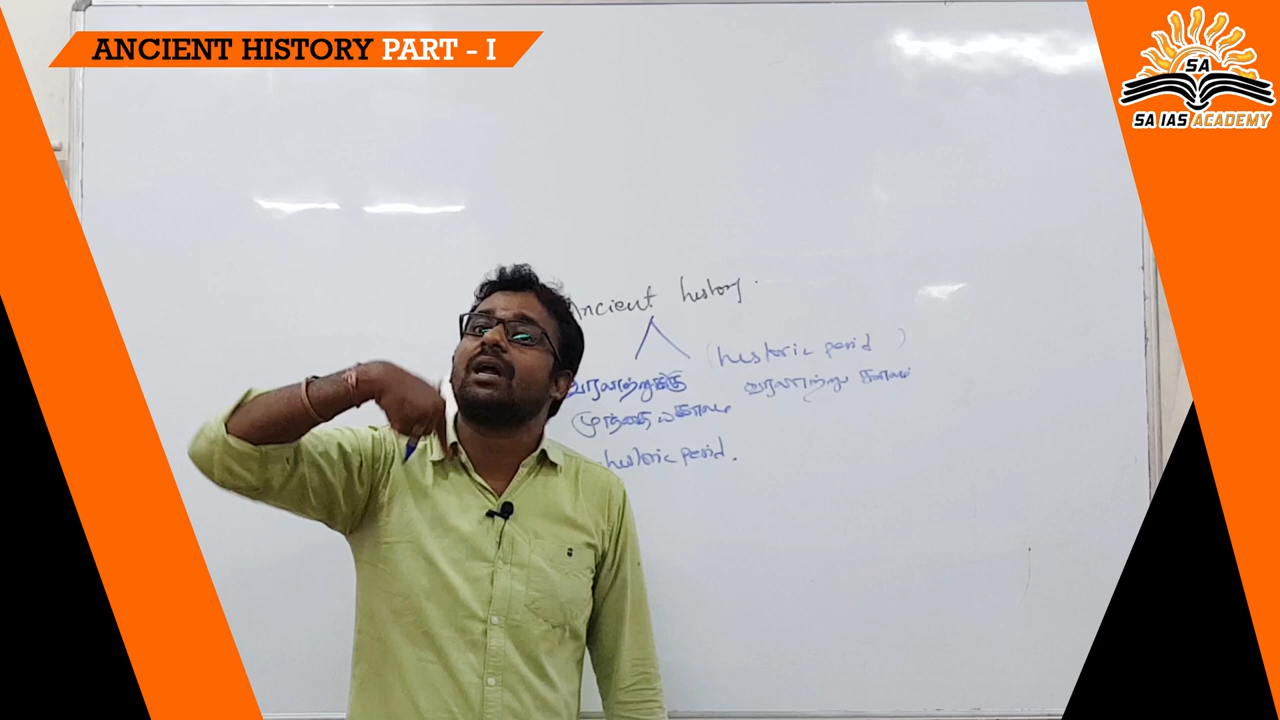 ANCIENT HISTORY PART - I
SA
SA IAS ACADEMY
Ancient history.
(historic period)
வரலாற்றுக்கு வரலாற்று காலம்
முந்தைய காலம்
historic period.